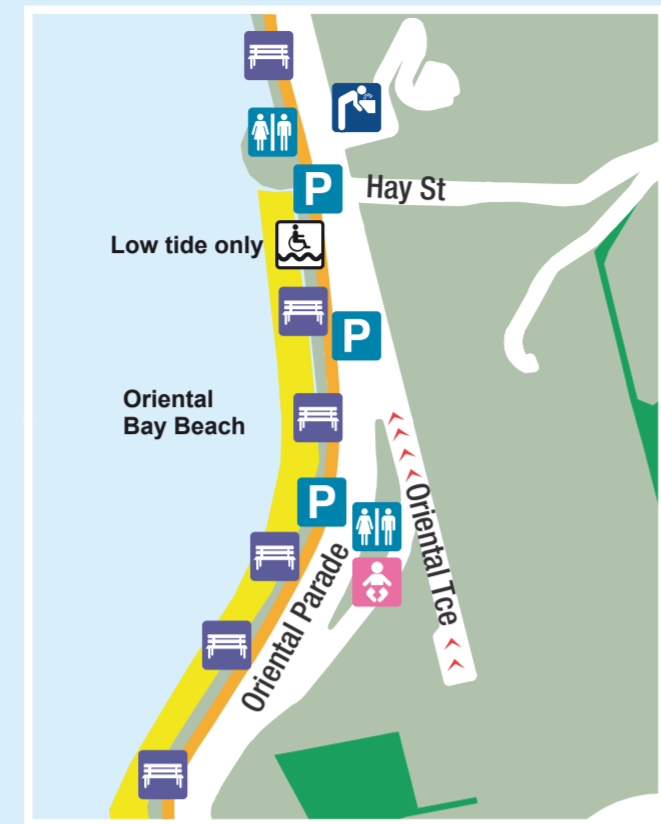 P
Hay St
Low tide only
P
Oriental
Bay Beach
P
Oriental Tce
Oriental Parade